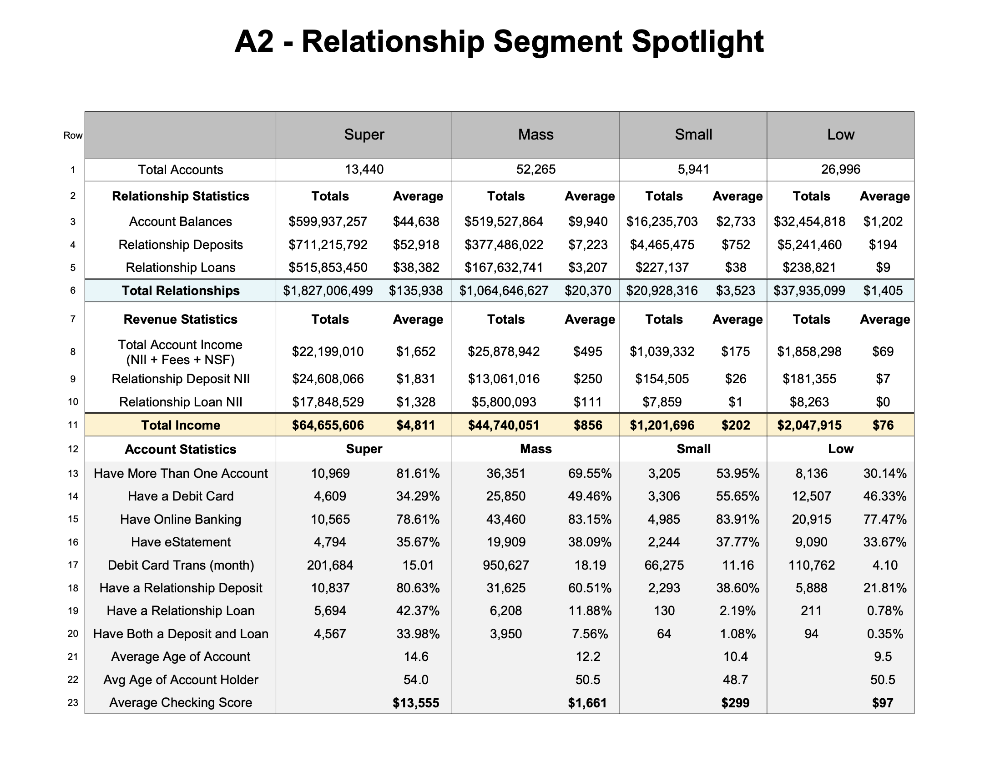 A2 - Relationship Segment Spotlight
Row Super Mass Small Low
1 Total Accounts 13,440 52,265 5,941 26,996
2 Relationship Statistics Totals Average Totals Average Totals Average Totals Average
3 Account Balances $599,937,257 $44,638 $519,527,864 $9,940 $16,235,703 $2,733 $32,454,818 $1,202
4 Relationship Deposits $711,215,792 $52,918 $377,486,022 $7,223 $4,465,475 $752 $5,241,460 $194
5 Relationship Loans $515,853,450 $38,382 $167,632,741 $3,207 $227,137 $38 $238,821 $9
6 Total Relationships $1,827,006,499 $135,938 $1,064,646,627 $20,370 $20,928,316 $3,523 $37,935,099 $1,405
7 Revenue Statistics Totals Average Totals Average Totals Average Totals Average
8 Total Account Income
(NII + Fees + NSF) $22,199,010 $1,652 $25,878,942 $495 $1,039,332 $175 $1,858,298 $69
9 Relationship Deposit NII $24,608,066 $1,831 $13,061,016 $250 $154,505 $26 $181,355 $7
10 Relationship Loan NII $17,848,529 $1,328 $5,800,093 $111 $7,859 $1 $8,263 $0
11 Total Income $64,655,606 $4,811 $44,740,051 $856 $1,201,696 $202 $2,047,915 $76
12 Account Statistics Super Mass Small Low
13 Have More Than One Account 10,969 81.61% 36,351 69.55% 3,205 53.95% 8,136 30.14%
14 Have a Debit Card 4,609 34.29% 25,850 49.46% 3,306 55.65% 12,507 46.33%
15 Have Online Banking 10,565 78.61% 43,460 83.15% 4,985 83.91% 20,915 77.47%
16 Have eStatement 4,794 35.67% 19,909 38.09% 2,244 37.77% 9,090 33.67%
17 Debit Card Trans (month) 201,684 15.01 950,627 18.19 66,275 11.16 110,762 4.10
18 Have a Relationship Deposit 10,837 80.63% 31,625 60.51% 2,293 38.60% 5,888 21.81%
19 Have a Relationship Loan 5,694 42.37% 6,208 11.88% 130 2.19% 211 0.78%
20 Have Both a Deposit and Loan 4,567 33.98% 3,950 7.56% 64 1.08% 94 0.35%
21 Average Age of Account 14.6 12.2 10.4 9.5
22 Avg Age of Account Holder 54.0 50.5 48.7 50.5
23 Average Checking Score $13,555 $1,661 $299 $97